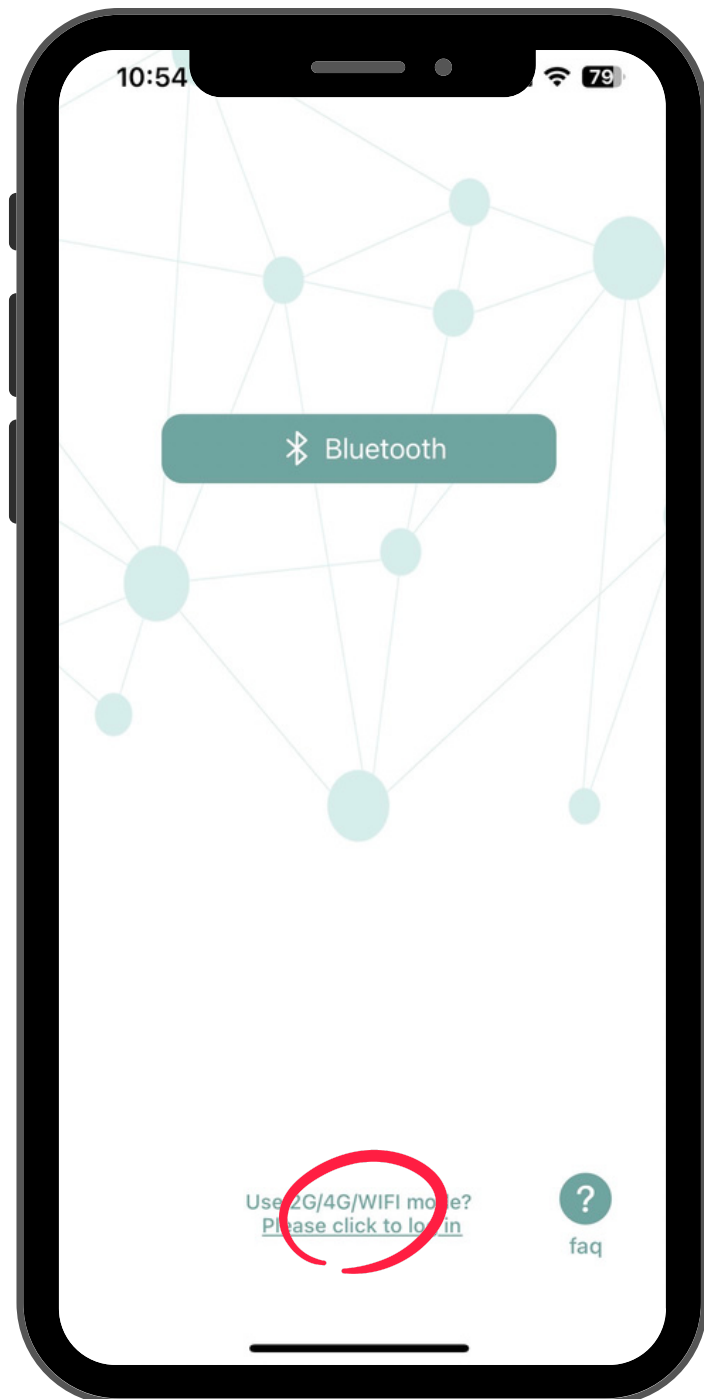 10:54
79
Bluetooth
Use 2G/4G/WIFI mode?
Please click to log in
?
faq